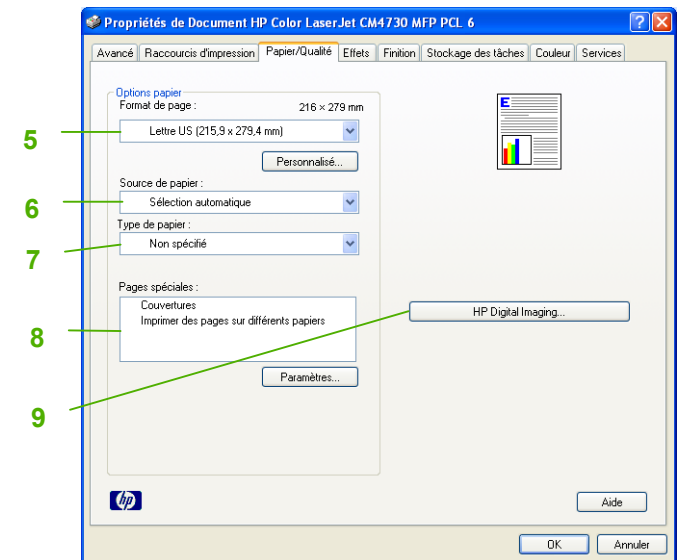 Propriétés de Document HP Color LaserJet CM4730 MFP PCL 6
Avancé Raccourcis d'impression Papier/Qualité Effets Finition Stockage des tâches Couleur Services
Options papier
Format de page : 216 × 279 mm
5 Lettre US (215,9 x 279,4 mm)
Personnalisé...
Source de papier :
6 Sélection automatique
Type de papier :
7 Non spécifié
Pages spéciales :
Couvertures
HP Digital Imaging...
8 Imprimer des pages sur différents papiers
Paramètres...
9
E
hp
Aide
OK Annuler